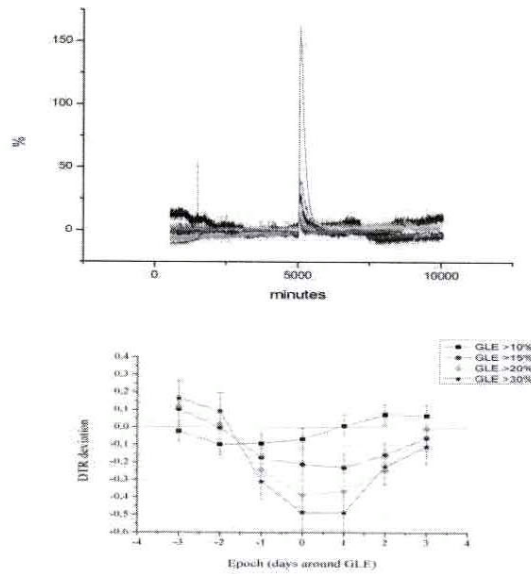 150
100
50
0
%
0 5000 10000
minutes
GLE >10%
GLE >15%
GLE >20%
GLE >30%
0,4
0,3
0,2
0,1
0,0
-0,1
-0,2
-0,3
-0,4
-0,5
-0,6
DTR deviation
-4 -3 -2 -1 0 1 2 3 4
Epoch (days around GLE)